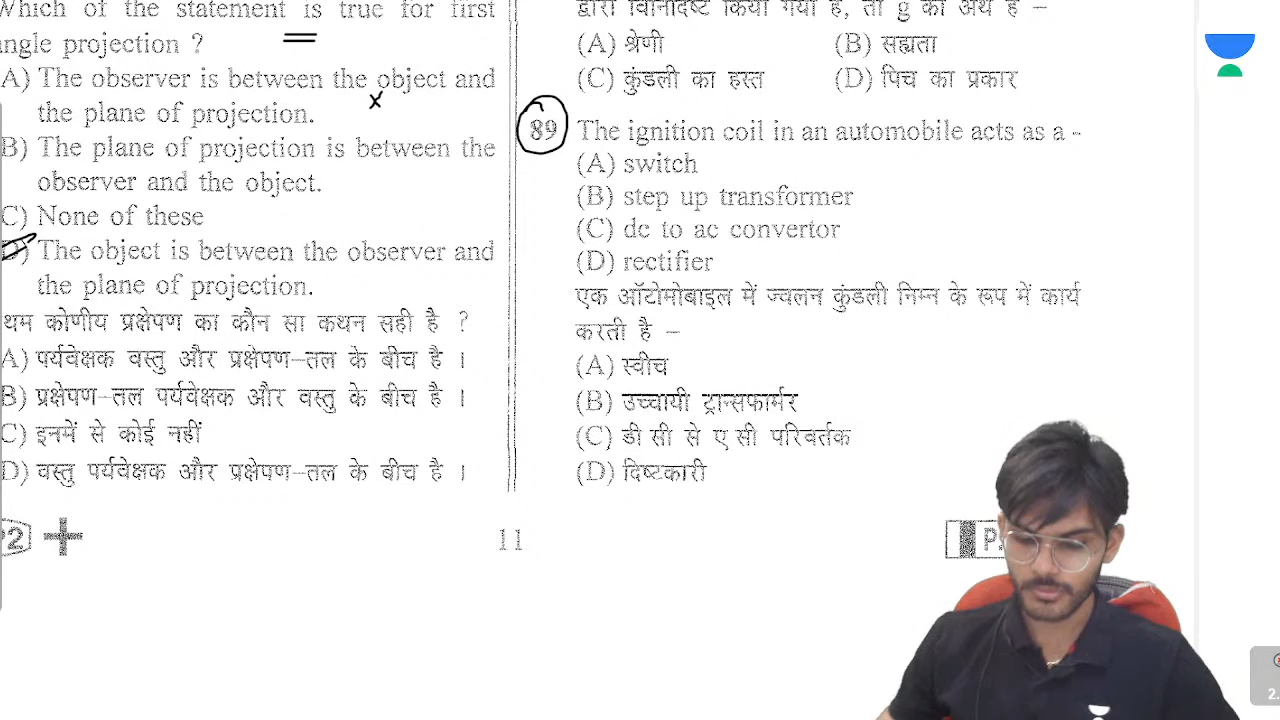 Which of the statement is true for first
angle projection ?
A) The observer is between the object and
the plane of projection.
B) The plane of projection is between the
observer and the object.
C) None of these
D) The object is between the observer and
the plane of projection.
थम कोणीय प्रक्षेपण का कौन सा कथन सही है ?
A) पर्यवेक्षक वस्तु और प्रक्षेपण–तल के बीच है ।
B) प्रक्षेपण–तल पर्यवेक्षक और वस्तु के बीच है ।
C) इनमें से कोई नहीं
D) वस्तु पर्यवेक्षक और प्रक्षेपण–तल के बीच है ।
द्वारा विनिर्दिष्ट किया गया है, तो g का अर्थ है –
(A) श्रेणी (B) सह्यता
(C) कुंडली का हस्त (D) पिच का प्रकार
89 The ignition coil in an automobile acts as a -
(A) switch
(B) step up transformer
(C) dc to ac convertor
(D) rectifier
एक ऑटोमोबाइल में ज्वलन कुंडली निम्न के रूप में कार्य
करती है –
(A) स्वीच
(B) उच्चायी ट्रान्सफार्मर
(C) डी सी से ए सी परिवर्तक
(D) दिष्टकारी
2 11 P.
2.